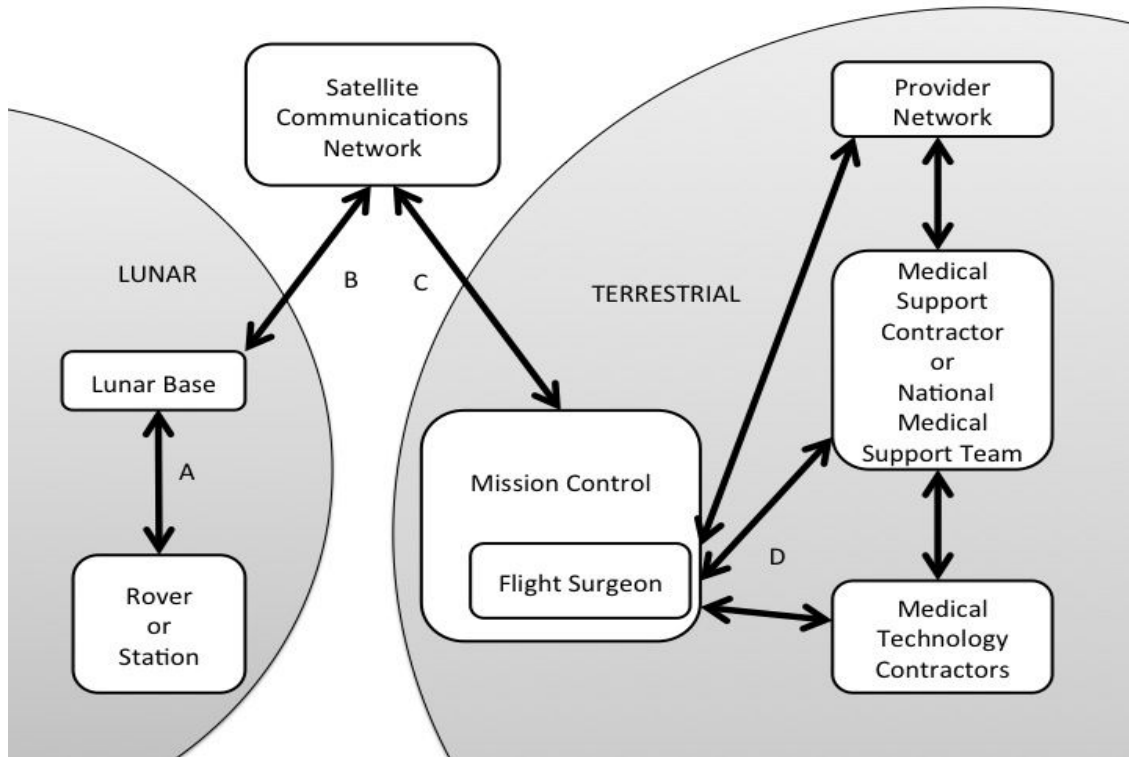 Satellite
Communications
Network
Provider
Network
LUNAR
B
C
TERRESTRIAL
Medical
Support
Contractor
or
National
Medical
Support Team
Lunar Base
A
Mission Control
Flight Surgeon
D
Rover
or
Station
Medical
Technology
Contractors